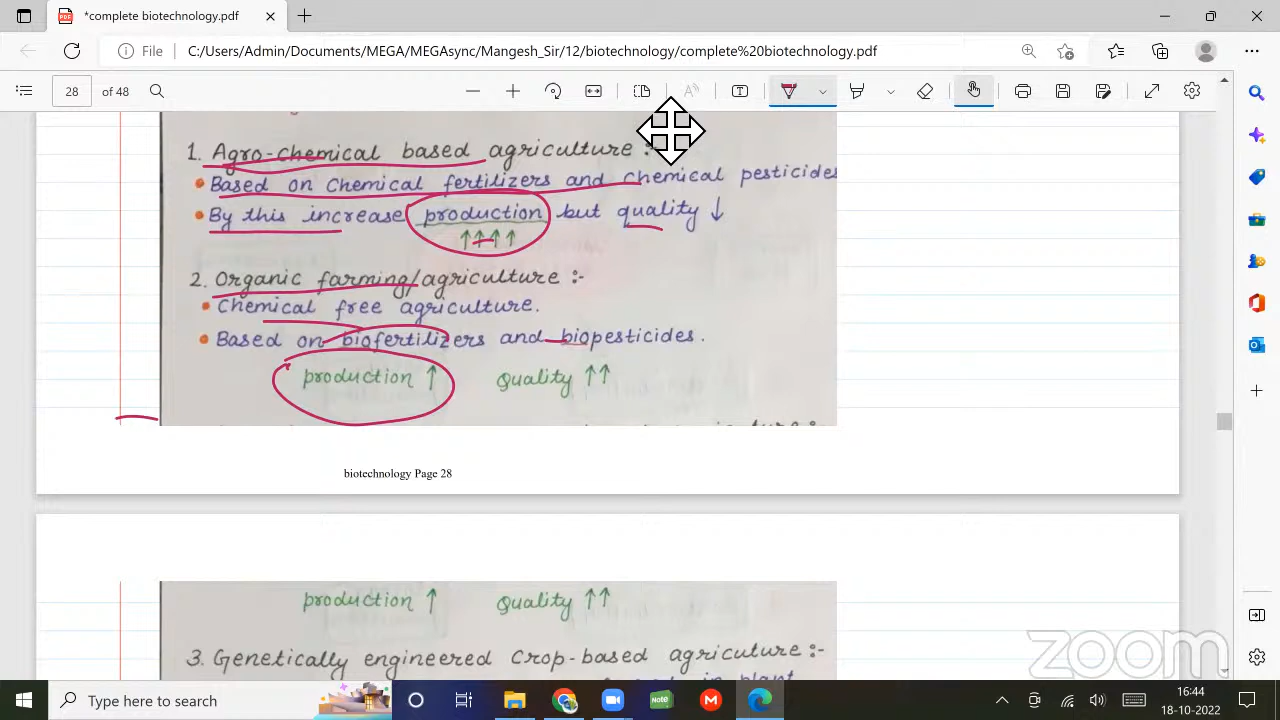 *complete biotechnology.pdf
File C:/Users/Admin/Documents/MEGA/MEGAsync/Mangesh_Sir/12/biotechnology/complete%20biotechnology.pdf
28 of 48
1. Agro-chemical based agriculture :
• Based on Chemical fertilizers and chemical pesticides
• By this increase production but quality ↓
↑↑↑↑
2. Organic farming/agriculture :-
• Chemical free agriculture.
• Based on biofertilizers and biopesticides.
production ↑ Quality ↑↑
biotechnology Page 28
production ↑ Quality ↑↑
3. Genetically engineered Crop-based agricuture :-
zoom
Type here to search
16:44
18-10-2022